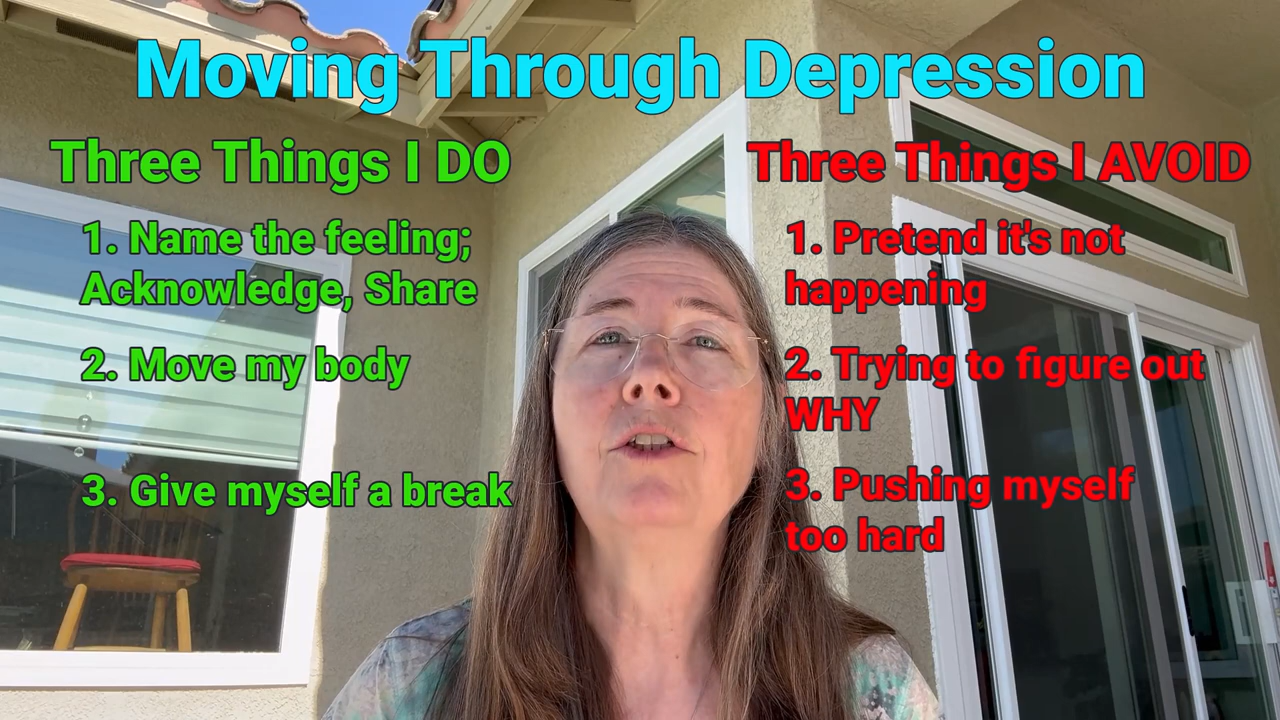 Moving Through Depression
Three Things I DO
1. Name the feeling;
Acknowledge, Share
2. Move my body
3. Give myself a break
Three Things I AVOID
1. Pretend it's not
happening
2. Trying to figure out
WHY
3. Pushing myself
too hard